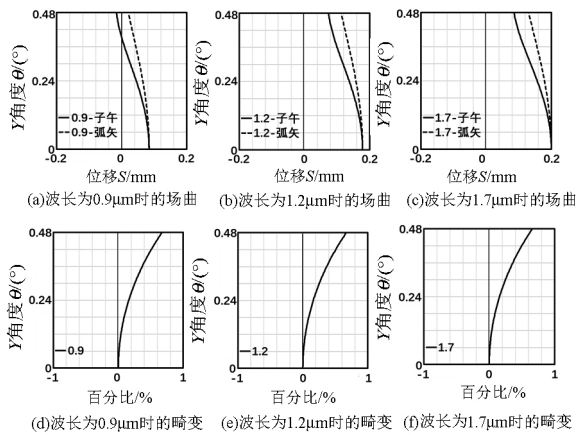 0.48
0.24
0
Y角度θ/(°)
0.9-子午
0.9-弧矢
-0.2
0
0.2
位移S/mm
(a)波长为0.9μm时的场曲
0.48
0.24
0
Y角度θ/(°)
1.2-子午
1.2-弧矢
-0.2
0
0.2
位移S/mm
(b)波长为1.2μm时的场曲
0.48
0.24
0
Y角度θ/(°)
1.7-子午
1.7-弧矢
-0.2
0
0.2
位移S/mm
(c)波长为1.7μm时的场曲
0.48
0.24
0
Y角度θ/(°)
0.9
-1
0
1
百分比/%
(d)波长为0.9μm时的畸变
0.48
0.24
0
Y角度θ/(°)
1.2
-1
0
1
百分比/%
(e)波长为1.2μm时的畸变
0.48
0.24
0
Y角度θ/(°)
1.7
-1
0
1
百分比/%
(f)波长为1.7μm时的畸变